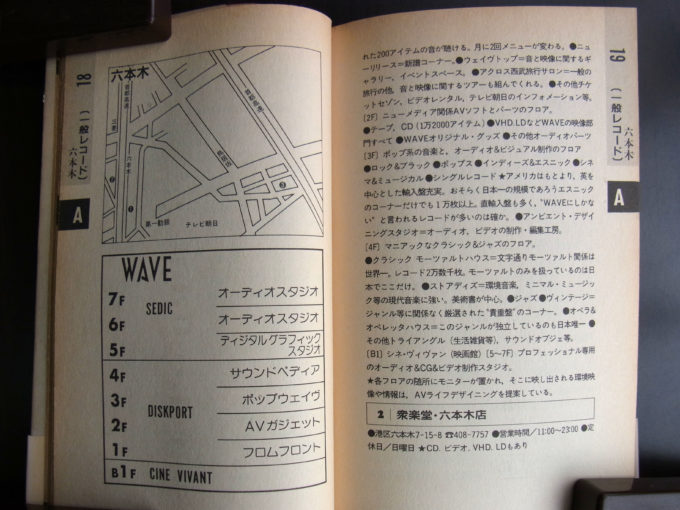 18
(一般レコード) 六本木
A
六本木
首都高速
三河台
六本木
テレビ朝日
第一勧銀
WAVE
7F
SEDIC
オーディオスタジオ
6F
オーディオスタジオ
5F
ディジタルグラフィック
スタジオ
4F
サウンドペディア
3F
DISKPORT
ポップウェイヴ
2F
AVガジェット
1F
フロムフロント
B1F CINE VIVANT
19
(一般レコード) 六本木
A
れた200アイテムの音が聴ける。月に2回メニューが変わる。●ニュ
ーリリース=新譜コーナー。●ウェイヴトップ=音と映像に関するギ
ャラリー、イベントスペース。●アクロス西武旅行サロン=一般の
旅行の他、音と映像に関するツアーも組んでくれる。●その他チケ
ットセゾン、ビデオレンタル、テレビ朝日のインフォメーション等。
[2F] ニューメディア関係AVソフトとパーツのフロア。
●テープ、CD (1万2000アイテム) ●VHD.LDなどWAVEの映像部
門すべて ●WAVEオリジナル・グッズ ●その他オーディオパーツ
[3F] ポップ系の音楽と、オーディオ&ビジュアル制作のフロア
●ロック&ブラック ●ポップス ●インディーズ&エスニック ●シネ
マ&ミュージカル ●シングルレコード ★アメリカはもとより、英を
中心とした輸入盤充実。おそらく日本一の規模であろうエスニック
のコーナーだけでも1万枚以上。直輸入盤も多く、"WAVEにしかな
い" と言われるレコードが多いのは確か。●アンビエント・デザイ
ニングスタジオ=オーディオ、ビデオの制作・編集工房。
[4F] マニアックなクラシック&ジャズのフロア。
●クラシック モーツァルトハウス=文字通りモーツァルト関係は
世界一。レコード2万数千枚。モーツァルトのみを扱っているのは日
本でここだけ。●ストアデイズ=環境音楽、ミニマル・ミュージッ
ク等の現代音楽に強い。美術書が中心。●ジャズ●ヴィンテージ=
ジャンル等に関係なく厳選された"貴重盤"のコーナー。●オペラ&
オペレッタハウス=このジャンルが独立しているのも日本唯一 ●
その他トライアングル (生活雑貨等)、サウンドオブジェ等。
[B1] シネ・ヴィヴァン (映画館) [5〜7F] プロフェッショナル専用
のオーディオ&CG&ビデオ制作スタジオ。
★各フロアの随所にモニターが置かれ、そこに映し出される環境映
像や情報は、AVライフデザイニングを提案している。
2 衆楽堂・六本木店
●港区六本木7-15-8 ☎408-7757 ●営業時間/11:00〜23:00 ●定
休日/日曜日 ★CD、ビデオ、VHD、LDもあり